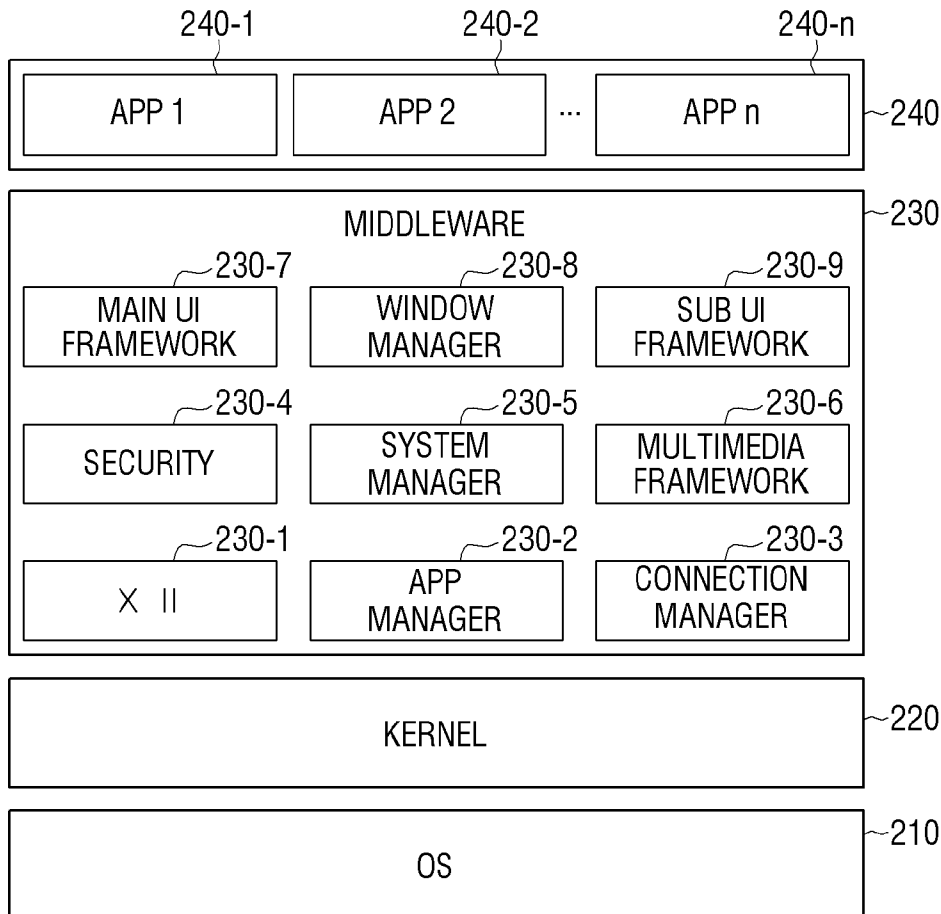 240-1 240-2 240-n
APP 1 APP 2 ... APP n 240
230
MIDDLEWARE
230-7 230-8 230-9
MAIN UI WINDOW SUB UI
FRAMEWORK MANAGER FRAMEWORK
230-4 230-5 230-6
SECURITY SYSTEM MULTIMEDIA
MANAGER FRAMEWORK
230-1 230-2 230-3
X II APP CONNECTION
MANAGER MANAGER
220
KERNEL
210
OS